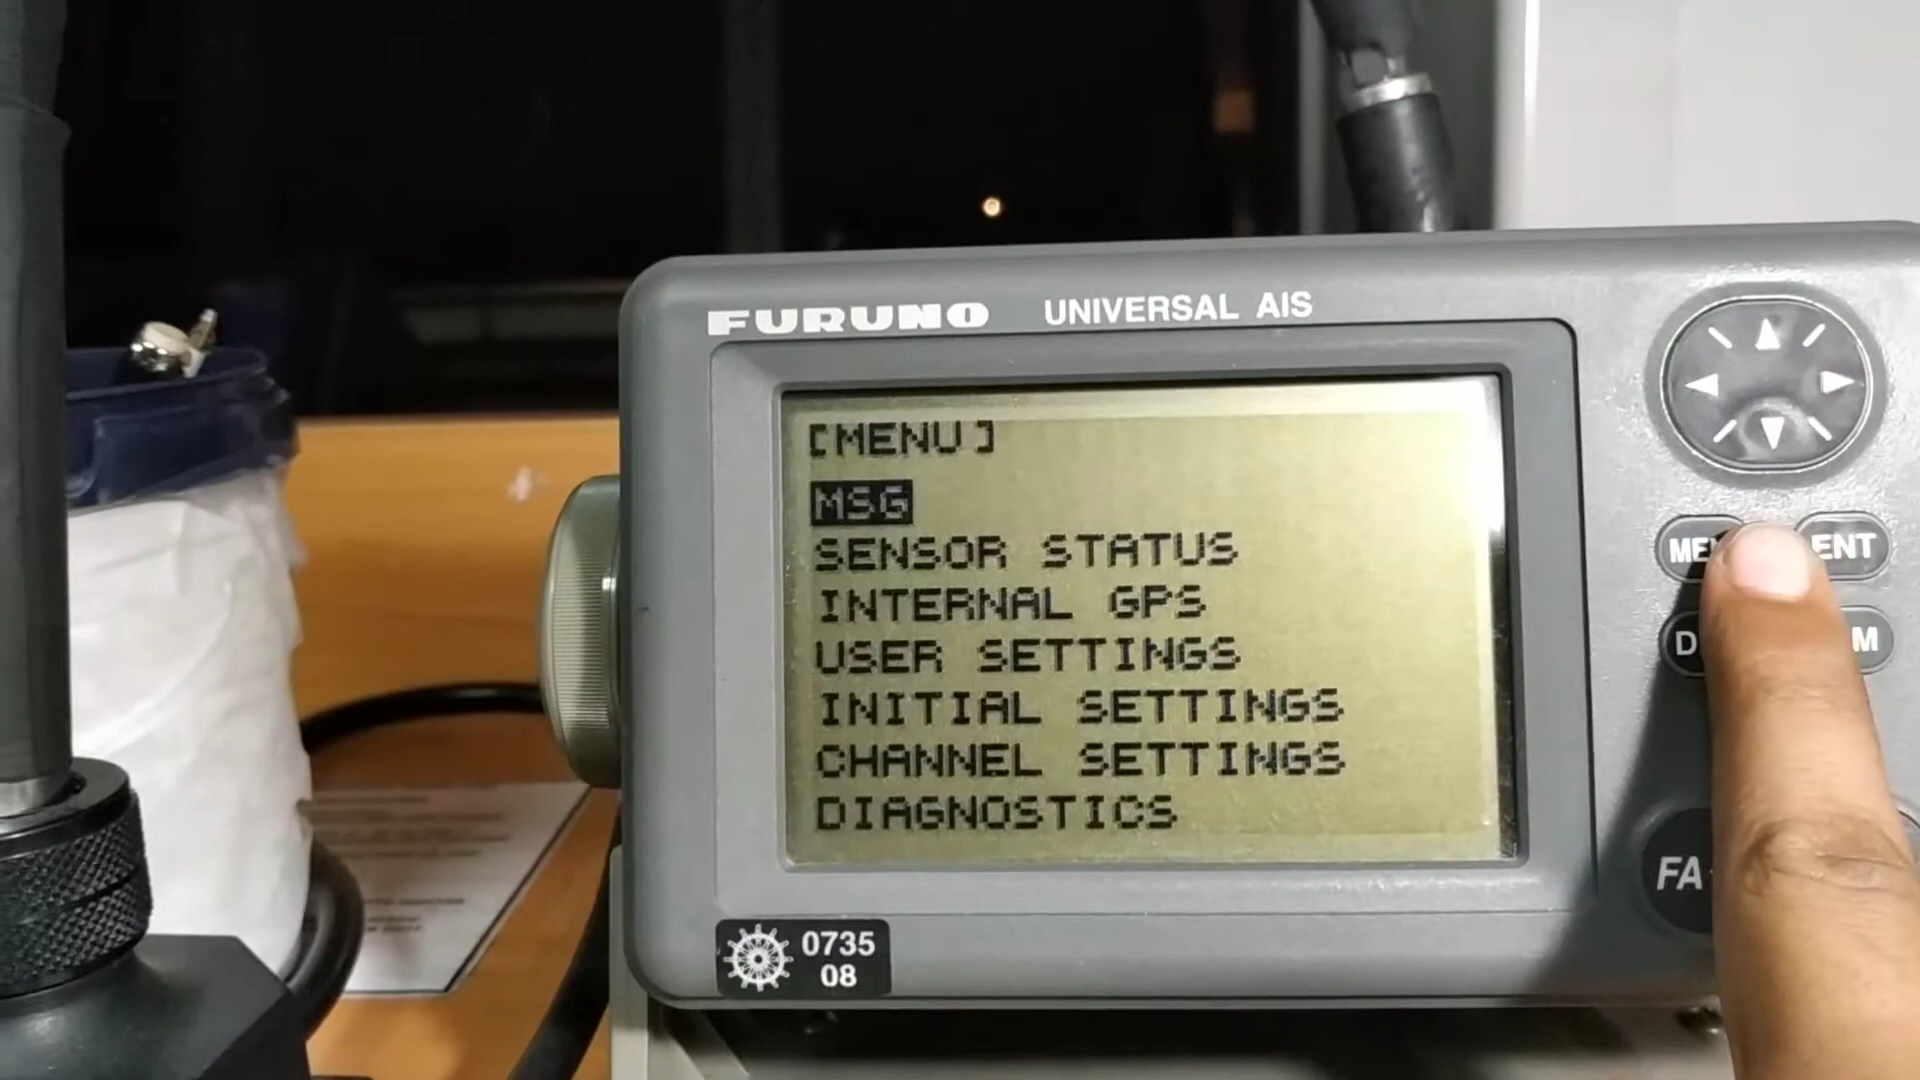 FURUNO UNIVERSAL AIS
[MENU]
MSG
SENSOR STATUS
INTERNAL GPS
USER SETTINGS
INITIAL SETTINGS
CHANNEL SETTINGS
DIAGNOSTICS
ENT
0735
08